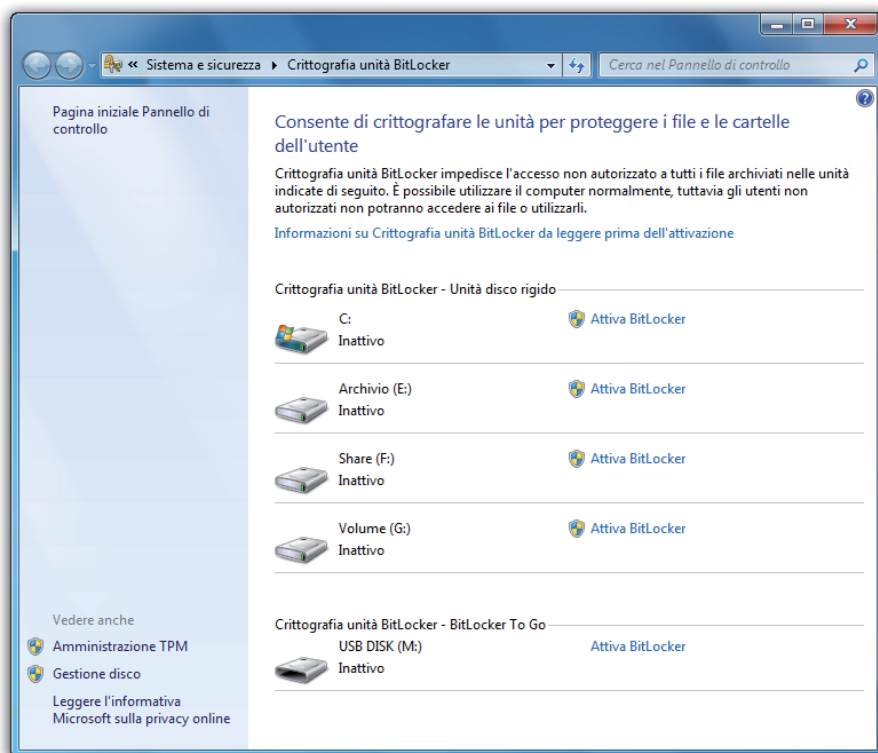 « Sistema e sicurezza ▸ Crittografia unità BitLocker
Cerca nel Pannello di controllo
Pagina iniziale Pannello di
controllo
Consente di crittografare le unità per proteggere i file e le cartelle
dell'utente
Crittografia unità BitLocker impedisce l'accesso non autorizzato a tutti i file archiviati nelle unità
indicate di seguito. È possibile utilizzare il computer normalmente, tuttavia gli utenti non
autorizzati non potranno accedere ai file o utilizzarli.
Informazioni su Crittografia unità BitLocker da leggere prima dell'attivazione
Crittografia unità BitLocker - Unità disco rigido
C:
Attiva BitLocker
Inattivo
Archivio (E:)
Attiva BitLocker
Inattivo
Share (F:)
Attiva BitLocker
Inattivo
Volume (G:)
Attiva BitLocker
Inattivo
Crittografia unità BitLocker - BitLocker To Go
USB DISK (M:)
Attiva BitLocker
Inattivo
Vedere anche
Amministrazione TPM
Gestione disco
Leggere l'informativa
Microsoft sulla privacy online